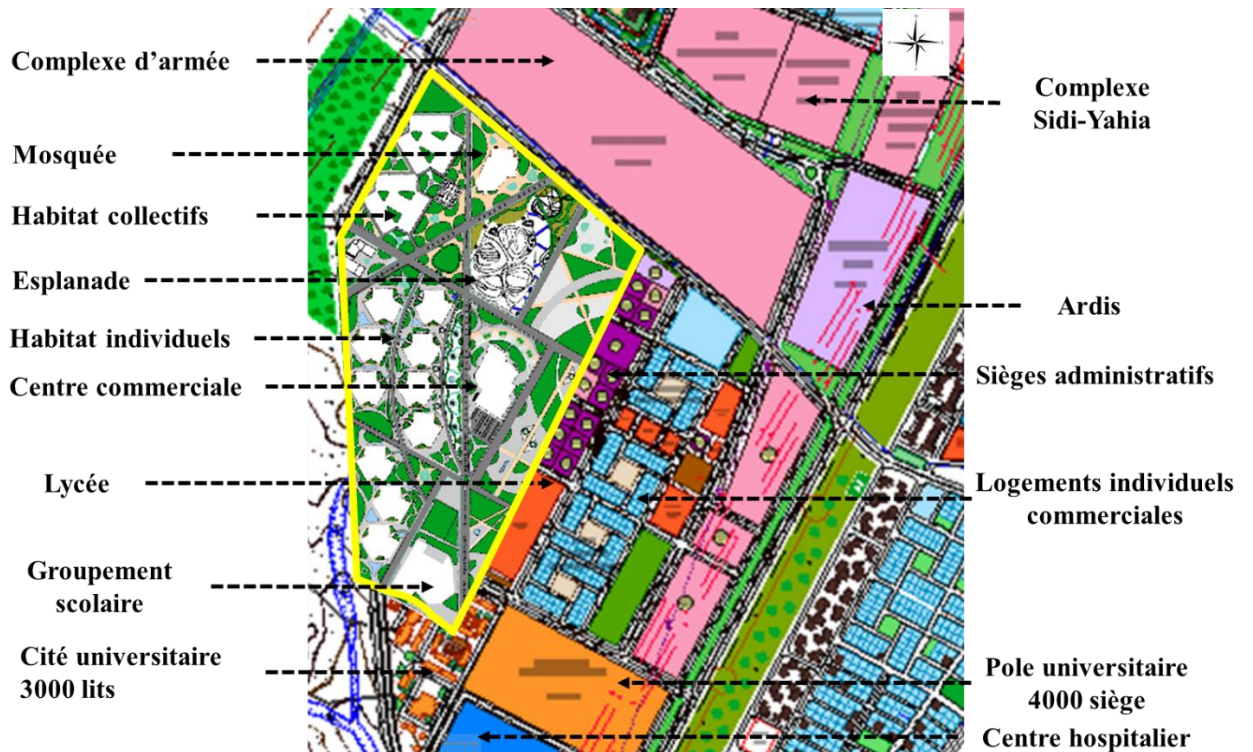 Complexe d'armée
Mosquée
Habitat collectifs
Esplanade
Habitat individuels
Centre commerciale
Lycée
Groupement
scolaire
Cité universitaire
3000 lits
Complexe
Sidi-Yahia
Ardis
Sièges administratifs
Logements individuels
commerciales
Pole universitaire
4000 siège
Centre hospitalier